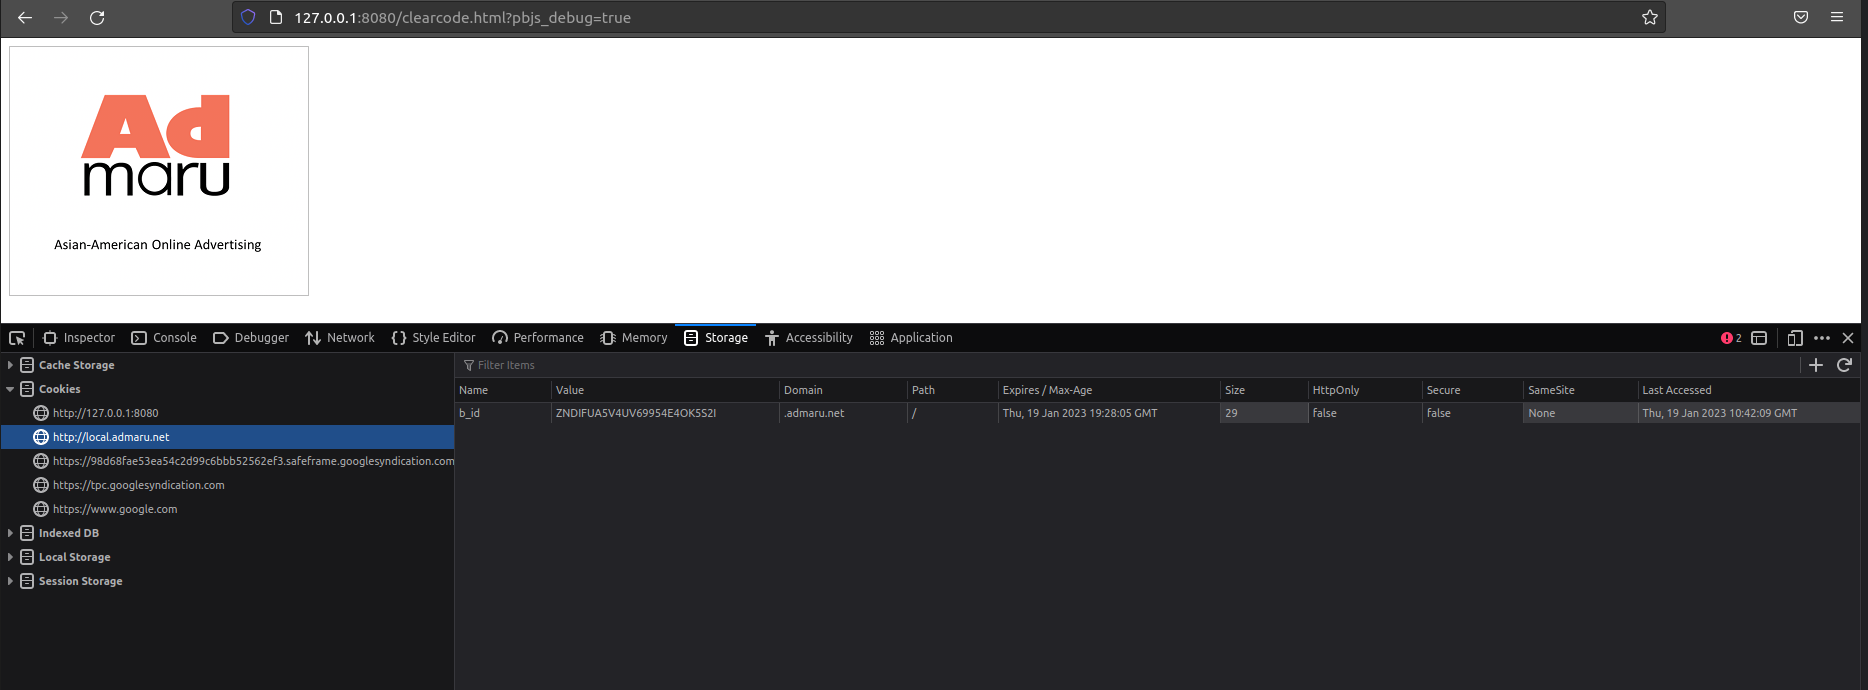 127.0.0.1:8080/clearcode.html?pbjs_debug=true
Ad
maru
Asian-American Online Advertising
Inspector Console Debugger Network Style Editor Performance Memory Storage Accessibility Application 2
Cache Storage
Filter Items
Cookies
Name Value Domain Path Expires / Max-Age Size HttpOnly Secure SameSite Last Accessed
http://127.0.0.1:8080
b_id ZNDIFUA5V4UV69954E4OK5S2I .admaru.net / Thu, 19 Jan 2023 19:28:05 GMT 29 false false None Thu, 19 Jan 2023 10:42:09 GMT
http://local.admaru.net
https://98d68fae53ea54c2d99c6bbb52562ef3.safeframe.googlesyndication.com
https://tpc.googlesyndication.com
https://www.google.com
Indexed DB
Local Storage
Session Storage